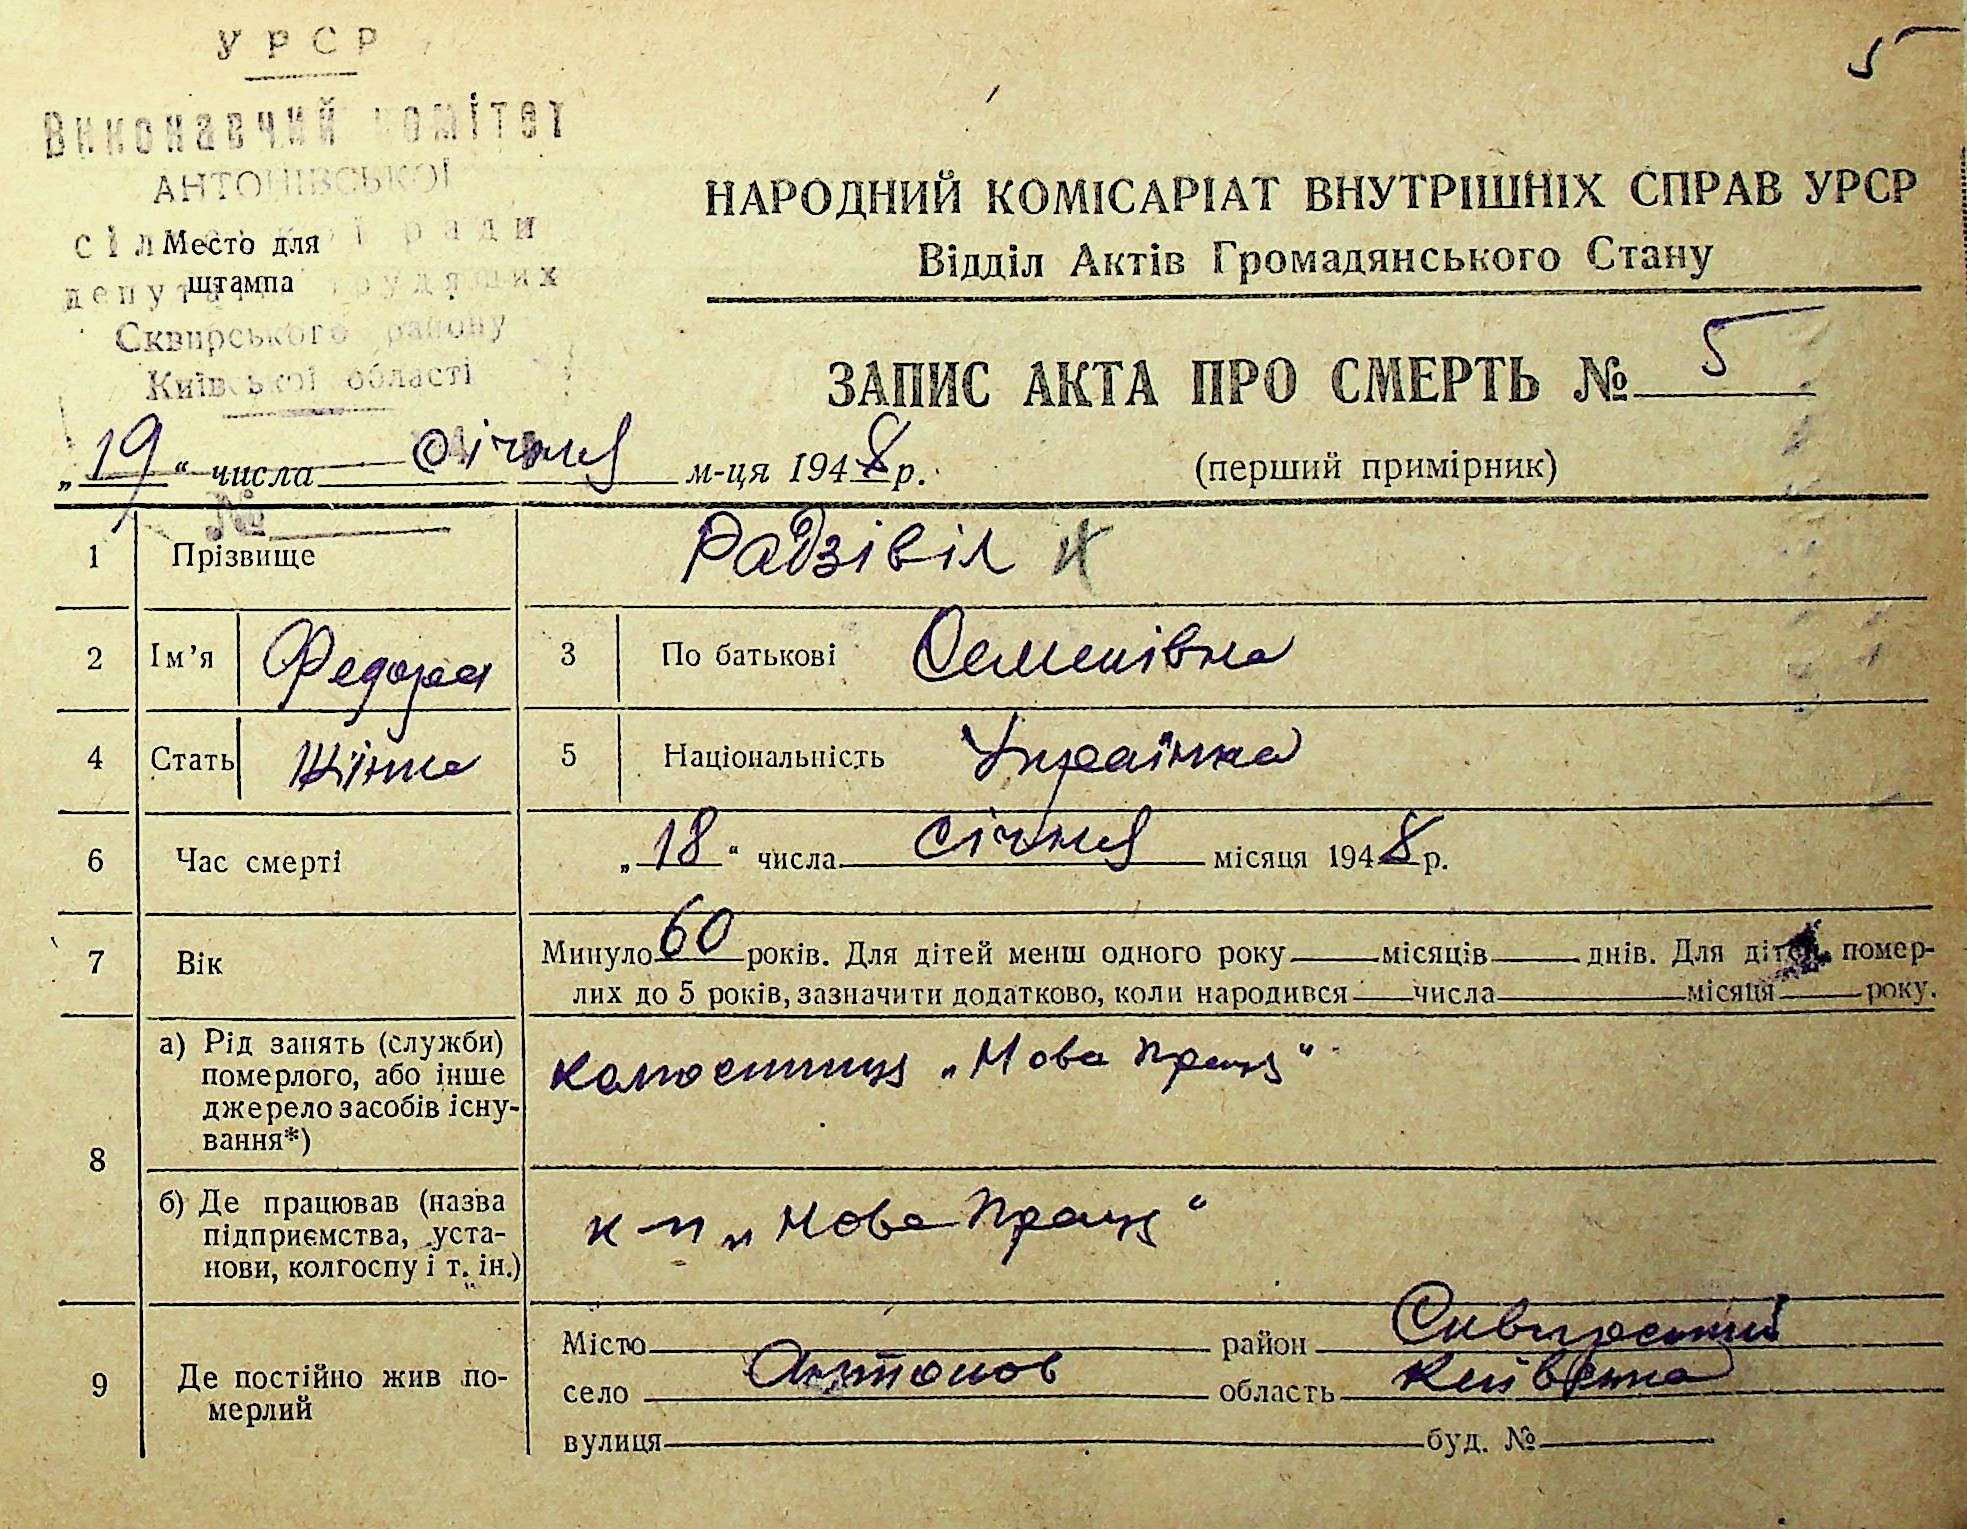 УРСР
5
Виконавчий комітет
АНТОНІВСЬКОЇ
сільської ради
Место для
штампа
депутатів трудящих
Сквирського району
Київської області
НАРОДНИЙ КОМІСАРІАТ ВНУТРІШНІХ СПРАВ УРСР
Відділ Актів Громадянського Стану
ЗАПИС АКТА ПРО СМЕРТЬ № 5
„19“ числа січня м-ця 1948 р.
(перший примірник)
№
1 Прізвище Радзівіл
2 Ім’я Федора 3 По батькові Семенівна
4 Стать Жінка 5 Національність Українка
6 Час смерті „18“ числа січня місяця 1948 р.
7 Вік Минуло 60 років. Для дітей менш одного року місяців днів. Для дітей, помер-
лих до 5 років, зазначити додатково, коли народився числа місяця року.
8 а) Рід занять (служби)
померлого, або інше
джерело засобів існу-
вання*)
колгоспниця „Нова Праця“
б) Де працював (назва
підприємства, уста-
нови, колгоспу і т. ін.)
к-п „Нова Праця“
9 Де постійно жив по-
мерлий
Місто район Сквирський
село Антонов область Київська
вулиця буд. №